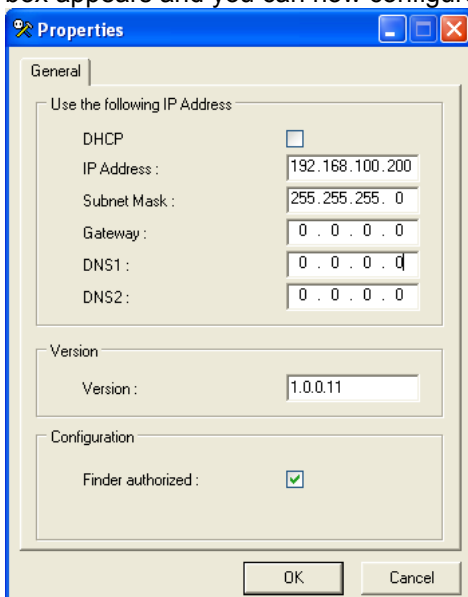 box appears and you can now configur
Properties
General
Use the following IP Address
DHCP
IP Address :
192.168.100.200
Subnet Mask :
255.255.255. 0
Gateway :
0 . 0 . 0 . 0
DNS1 :
0 . 0 . 0 . 0
DNS2 :
0 . 0 . 0 . 0
Version
Version :
1.0.0.11
Configuration
Finder authorized :
OK
Cancel